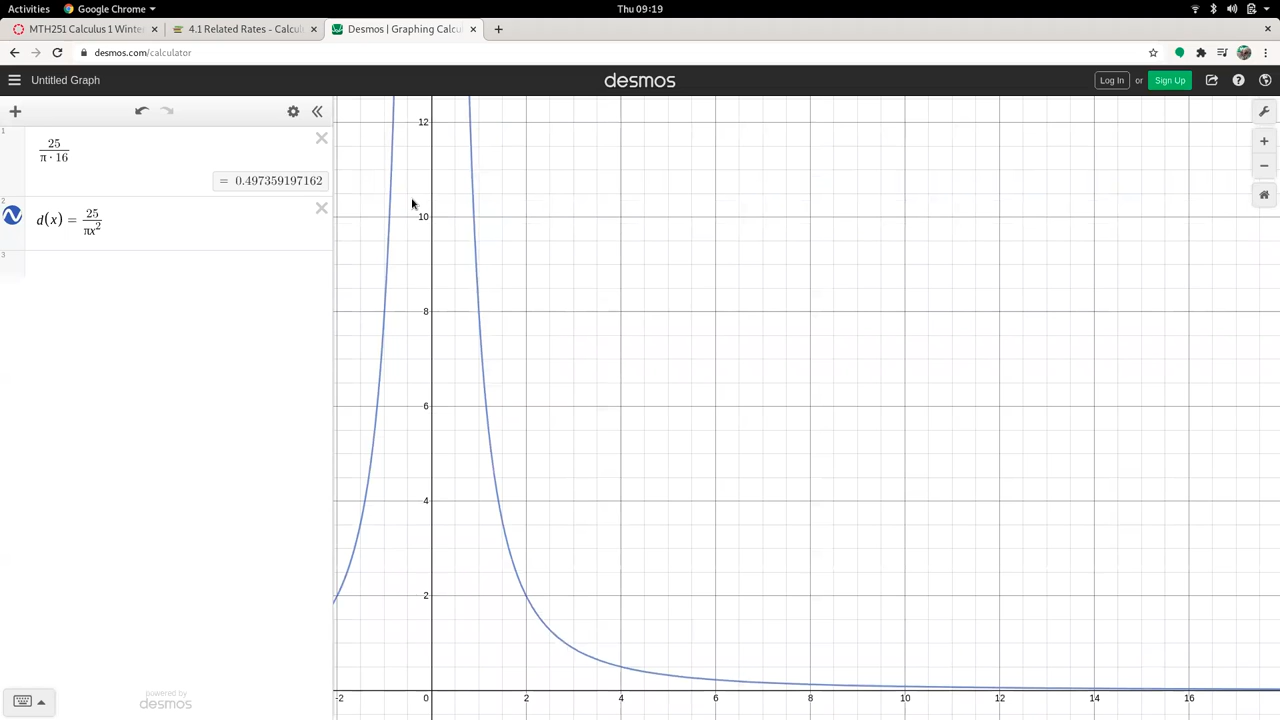 Activities Google Chrome Thu 09:19
MTH251 Calculus 1 Winte 4.1 Related Rates - Calcul Desmos | Graphing Calcu
desmos.com/calculator
Untitled Graph desmos Log In or Sign Up
1
25
π · 16
= 0.497359197162
2
d(x) = 25
πx²
3
powered by
desmos
12
10
8
6
4
2
-2 0 2 4 6 8 10 12 14 16